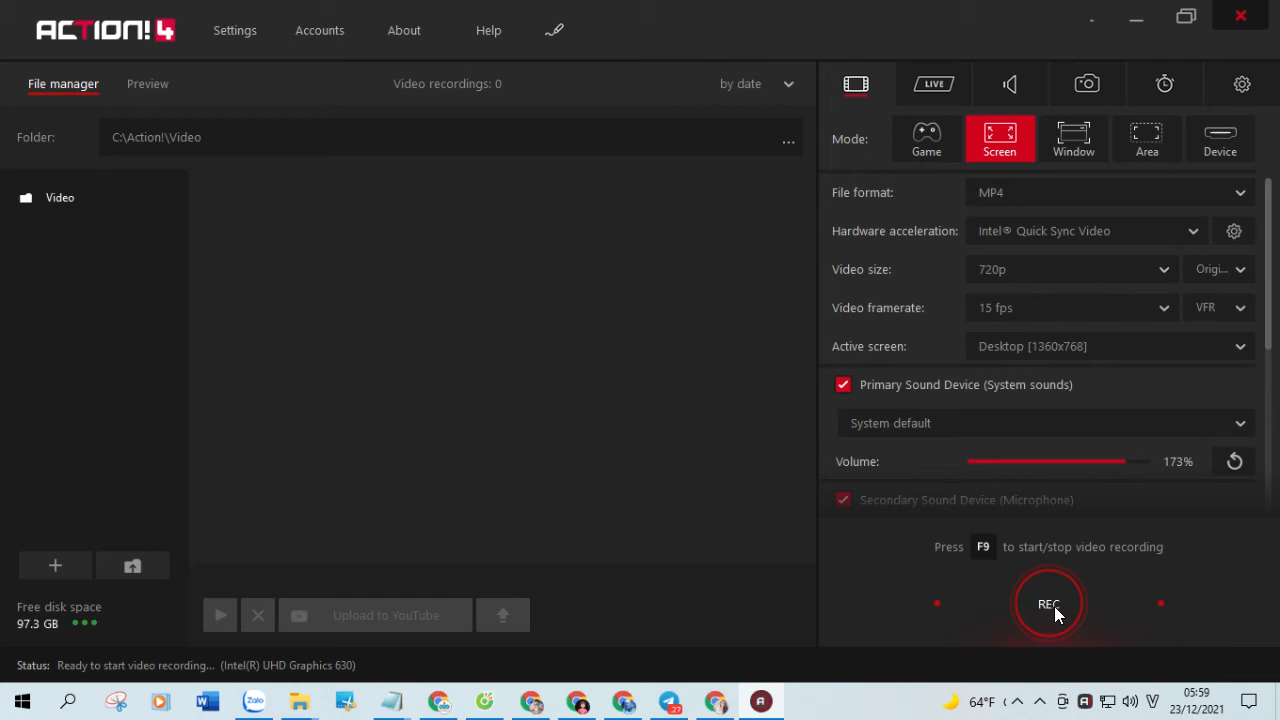 ACTION! 4 Settings Accounts About Help
File manager Preview Video recordings: 0 by date LIVE
Folder: C:\Action!\Video ...
Mode: Game Screen Window Area Device
Video
File format: MP4
Hardware acceleration: Intel® Quick Sync Video
Video size: 720p Origi...
Video framerate: 15 fps VFR
Active screen: Desktop [1360x768]
Primary Sound Device (System sounds)
System default
Volume: 173%
Secondary Sound Device (Microphone)
Press F9 to start/stop video recording
REC
Free disk space
97.3 GB
Upload to YouTube
Status: Ready to start video recording... (Intel(R) UHD Graphics 630)
Zalo 27 64°F V 05:59
23/12/2021